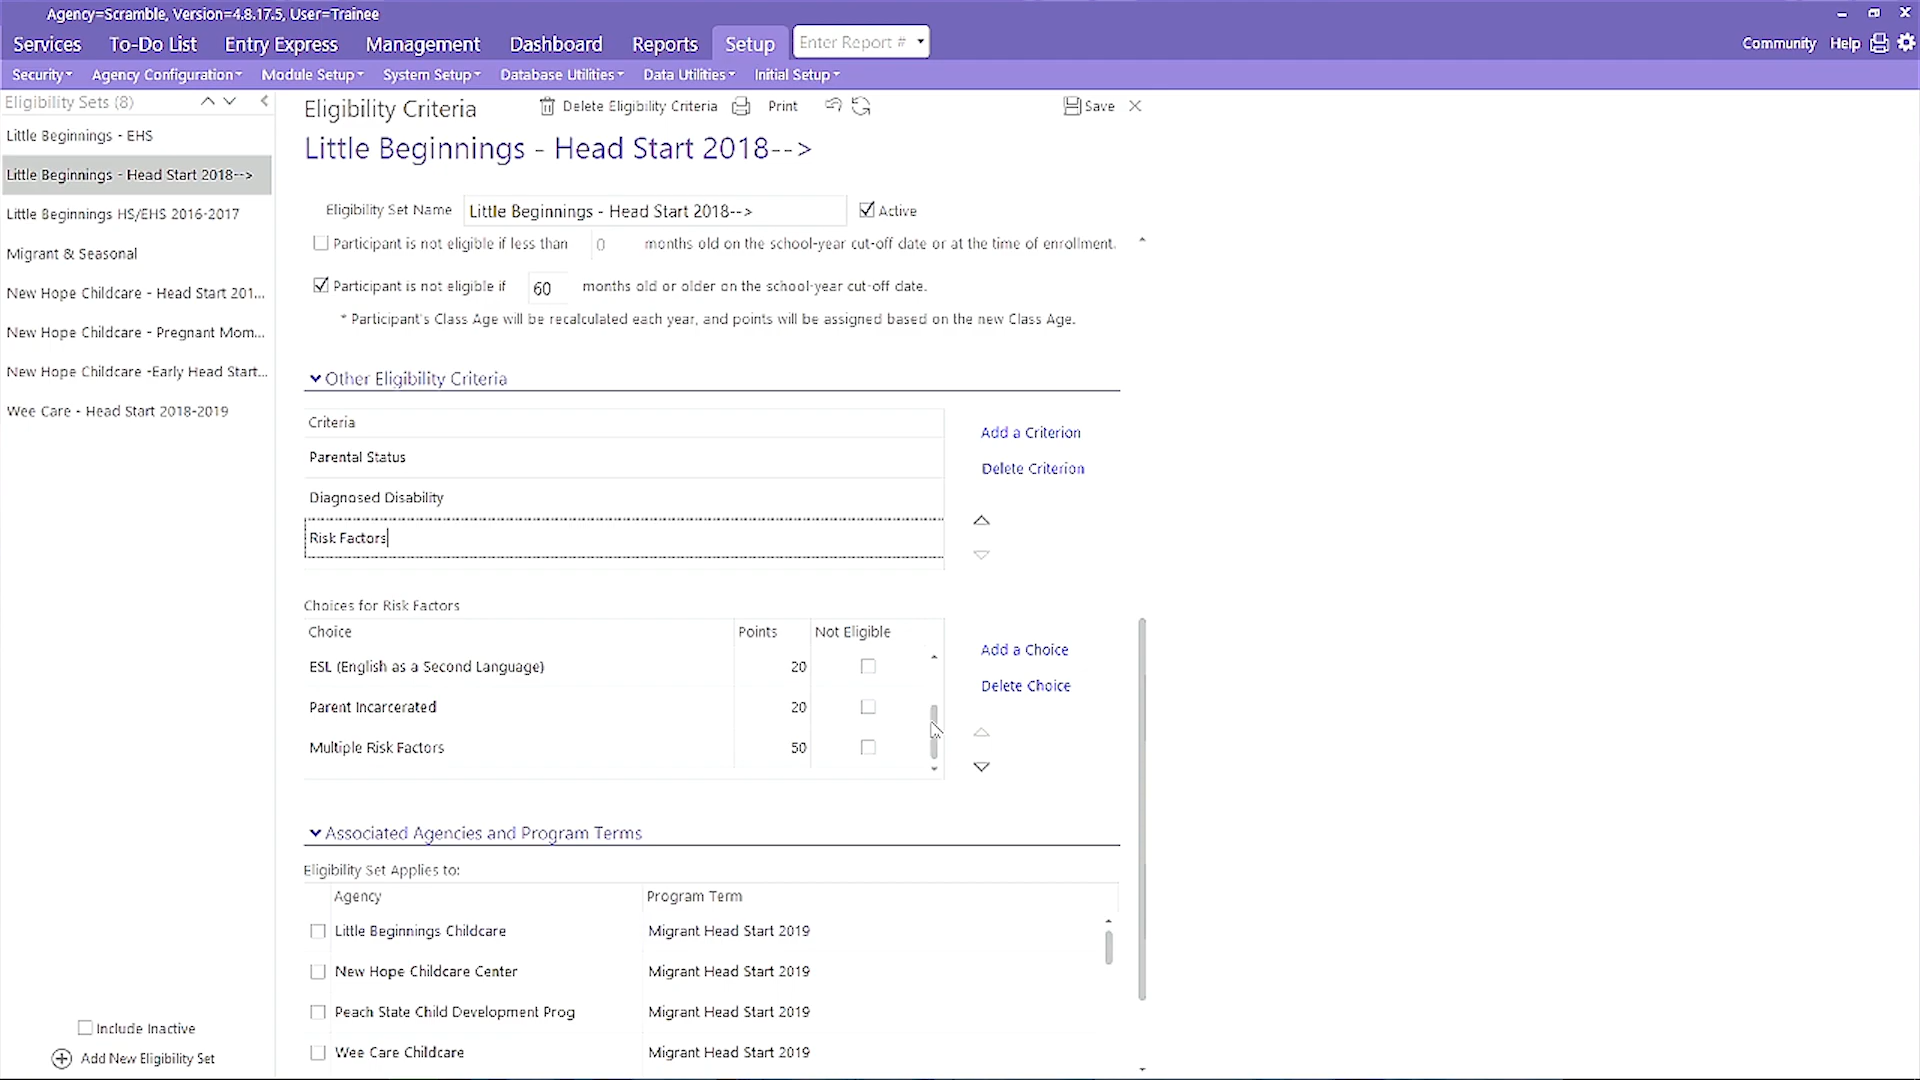 Agency=Scramble, Version=4.8.17.5, User=Trainee
Services To-Do List Entry Express Management Dashboard Reports Setup Enter Report # Community Help
Security Agency Configuration Module Setup System Setup Database Utilities Data Utilities Initial Setup
Eligibility Sets (8)
Little Beginnings - EHS
Little Beginnings - Head Start 2018-->
Little Beginnings HS/EHS 2016-2017
Migrant & Seasonal
New Hope Childcare - Head Start 201...
New Hope Childcare - Pregnant Mom...
New Hope Childcare -Early Head Start...
Wee Care - Head Start 2018-2019
Include Inactive
Add New Eligibility Set
Eligibility Criteria Delete Eligibility Criteria Print Save
Little Beginnings - Head Start 2018-->
Eligibility Set Name Little Beginnings - Head Start 2018--> Active
Participant is not eligible if less than 0 months old on the school-year cut-off date or at the time of enrollment.
Participant is not eligible if 60 months old or older on the school-year cut-off date.
* Participant's Class Age will be recalculated each year, and points will be assigned based on the new Class Age.
Other Eligibility Criteria
Criteria
Parental Status
Diagnosed Disability
Risk Factors
Add a Criterion
Delete Criterion
Choices for Risk Factors
Choice Points Not Eligible
ESL (English as a Second Language) 20
Parent Incarcerated 20
Multiple Risk Factors 50
Add a Choice
Delete Choice
Associated Agencies and Program Terms
Eligibility Set Applies to:
Agency Program Term
Little Beginnings Childcare Migrant Head Start 2019
New Hope Childcare Center Migrant Head Start 2019
Peach State Child Development Prog Migrant Head Start 2019
Wee Care Childcare Migrant Head Start 2019